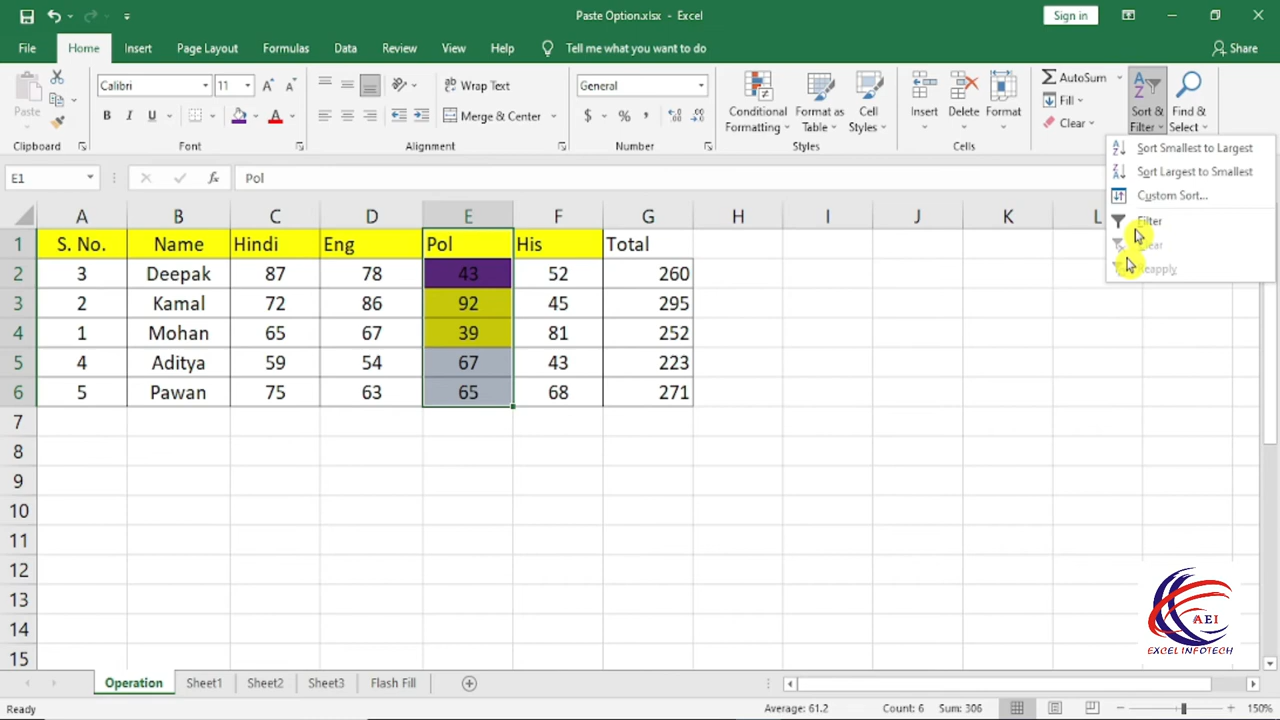 Paste Option.xlsx - Excel
Sign in
File Home Insert Page Layout Formulas Data Review View Help Tell me what you want to do Share
Paste
Calibri 11
B I U
Wrap Text
Merge & Center
General
$ % ,
Conditional Formatting
Format as Table
Cell Styles
Insert
Delete
Format
AutoSum
Fill
Clear
Sort & Filter
Find & Select
Clipboard Font Alignment Number Styles Cells
Sort Smallest to Largest
Sort Largest to Smallest
Custom Sort...
Filter
E1 fx Pol
A B C D E F G H I J K L
1 S. No. Name Hindi Eng Pol His Total
2 3 Deepak 87 78 43 52 260
3 2 Kamal 72 86 92 45 295
4 1 Mohan 65 67 39 81 252
5 4 Aditya 59 54 67 43 223
6 5 Pawan 75 63 65 68 271
7
8
9
10
11
12
13
14
15
AEI
EXCEL INFOTECH
Operation Sheet1 Sheet2 Sheet3 Flash Fill
Ready Average: 61.2 Count: 6 Sum: 306 150%